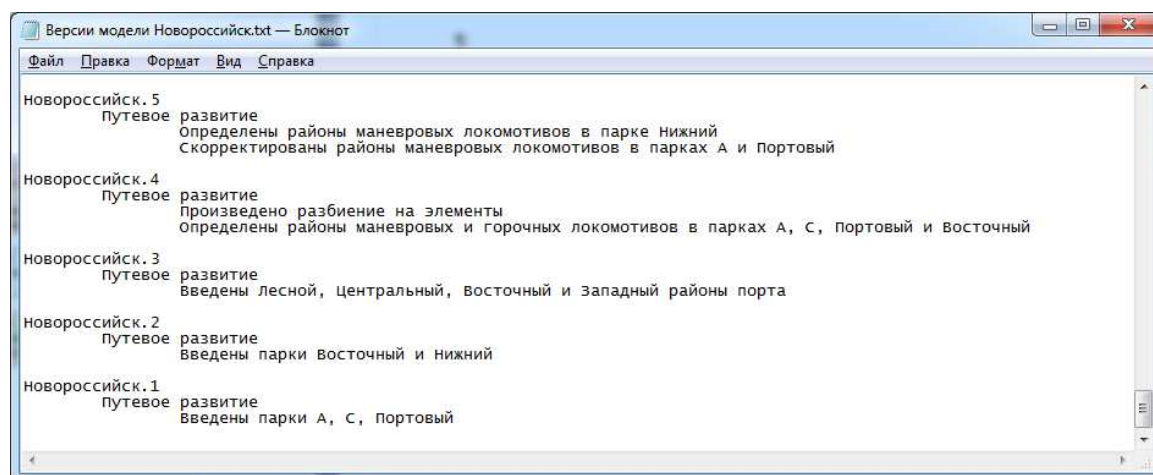 Версии модели Новороссийск.txt — Блокнот
Файл Правка Формат Вид Справка
Новороссийск.5
Путевое развитие
Определены районы маневровых локомотивов в парке Нижний
Скорректированы районы маневровых локомотивов в парках А и Портовый
Новороссийск.4
Путевое развитие
Произведено разбиение на элементы
Определены районы маневровых и горочных локомотивов в парках А, С, Портовый и Восточный
Новороссийск.3
Путевое развитие
Введены Лесной, Центральный, Восточный и Западный районы порта
Новороссийск.2
Путевое развитие
Введены парки Восточный и Нижний
Новороссийск.1
Путевое развитие
Введены парки А, С, Портовый